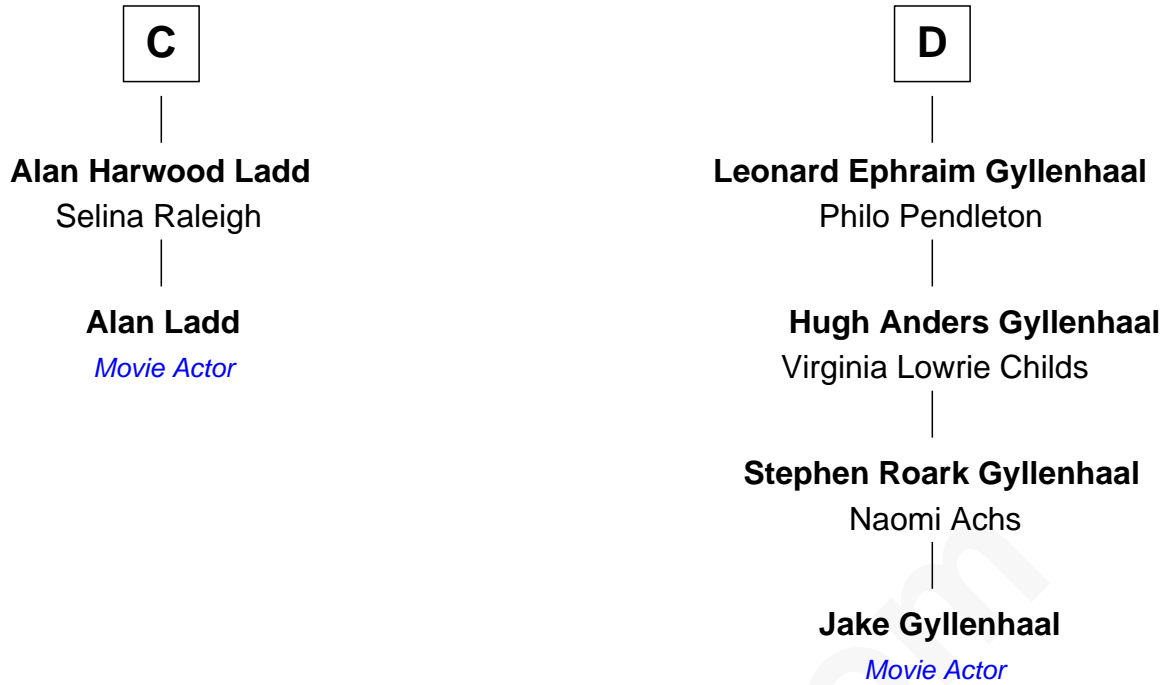 C
Alan Harwood Ladd
Selina Raleigh
Alan Ladd
Movie Actor
D
Leonard Ephraim Gyllenhaal
Philo Pendleton
Hugh Anders Gyllenhaal
Virginia Lowrie Childs
Stephen Roark Gyllenhaal
Naomi Achs
Jake Gyllenhaal
Movie Actor